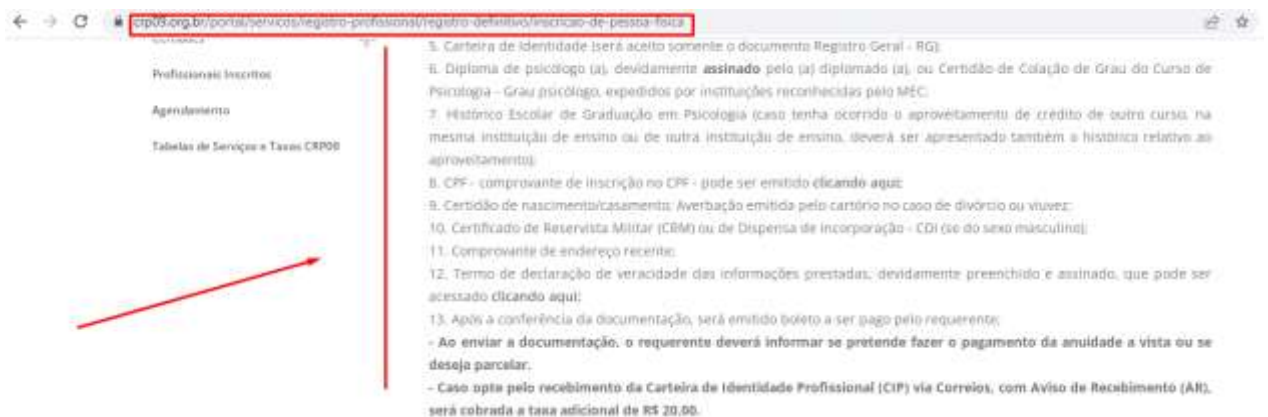 crp09.org.br/portal/servicos/registro-profissional/registro-definitivo/inscricao-de-pessoa-fisica
Profissionais Inscritos
Agendamento
Tabelas de Serviços e Taxas CRP09
5. Carteira de Identidade (será aceito somente o documento Registro Geral - RG);
6. Diploma de psicólogo (a), devidamente assinado pelo (a) diplomado (a), ou Certidão de Colação de Grau do Curso de
Psicologia - Grau psicólogo, expedidos por instituições reconhecidas pelo MEC;
7. Histórico Escolar de Graduação em Psicologia (caso tenha ocorrido o aproveitamento de crédito de outro curso, na
mesma instituição de ensino ou de outra instituição de ensino, deverá ser apresentado também o histórico relativo ao
aproveitamento);
8. CPF - comprovante de inscrição no CPF - pode ser emitido clicando aqui;
9. Certidão de nascimento/casamento; Averbação emitida pelo cartório no caso de divórcio ou viuvez;
10. Certificado de Reservista Militar (CBM) ou de Dispensa de incorporação - CDI (se do sexo masculino);
11. Comprovante de endereço recente;
12. Termo de declaração de veracidade das informações prestadas, devidamente preenchido e assinado, que pode ser
acessado clicando aqui;
13. Após a conferência da documentação, será emitido boleto a ser pago pelo requerente;
- Ao enviar a documentação, o requerente deverá informar se pretende fazer o pagamento da anuidade a vista ou se
deseja parcelar.
- Caso opte pelo recebimento da Carteira de Identidade Profissional (CIP) via Correios, com Aviso de Recebimento (AR),
será cobrada a taxa adicional de R$ 20,00.